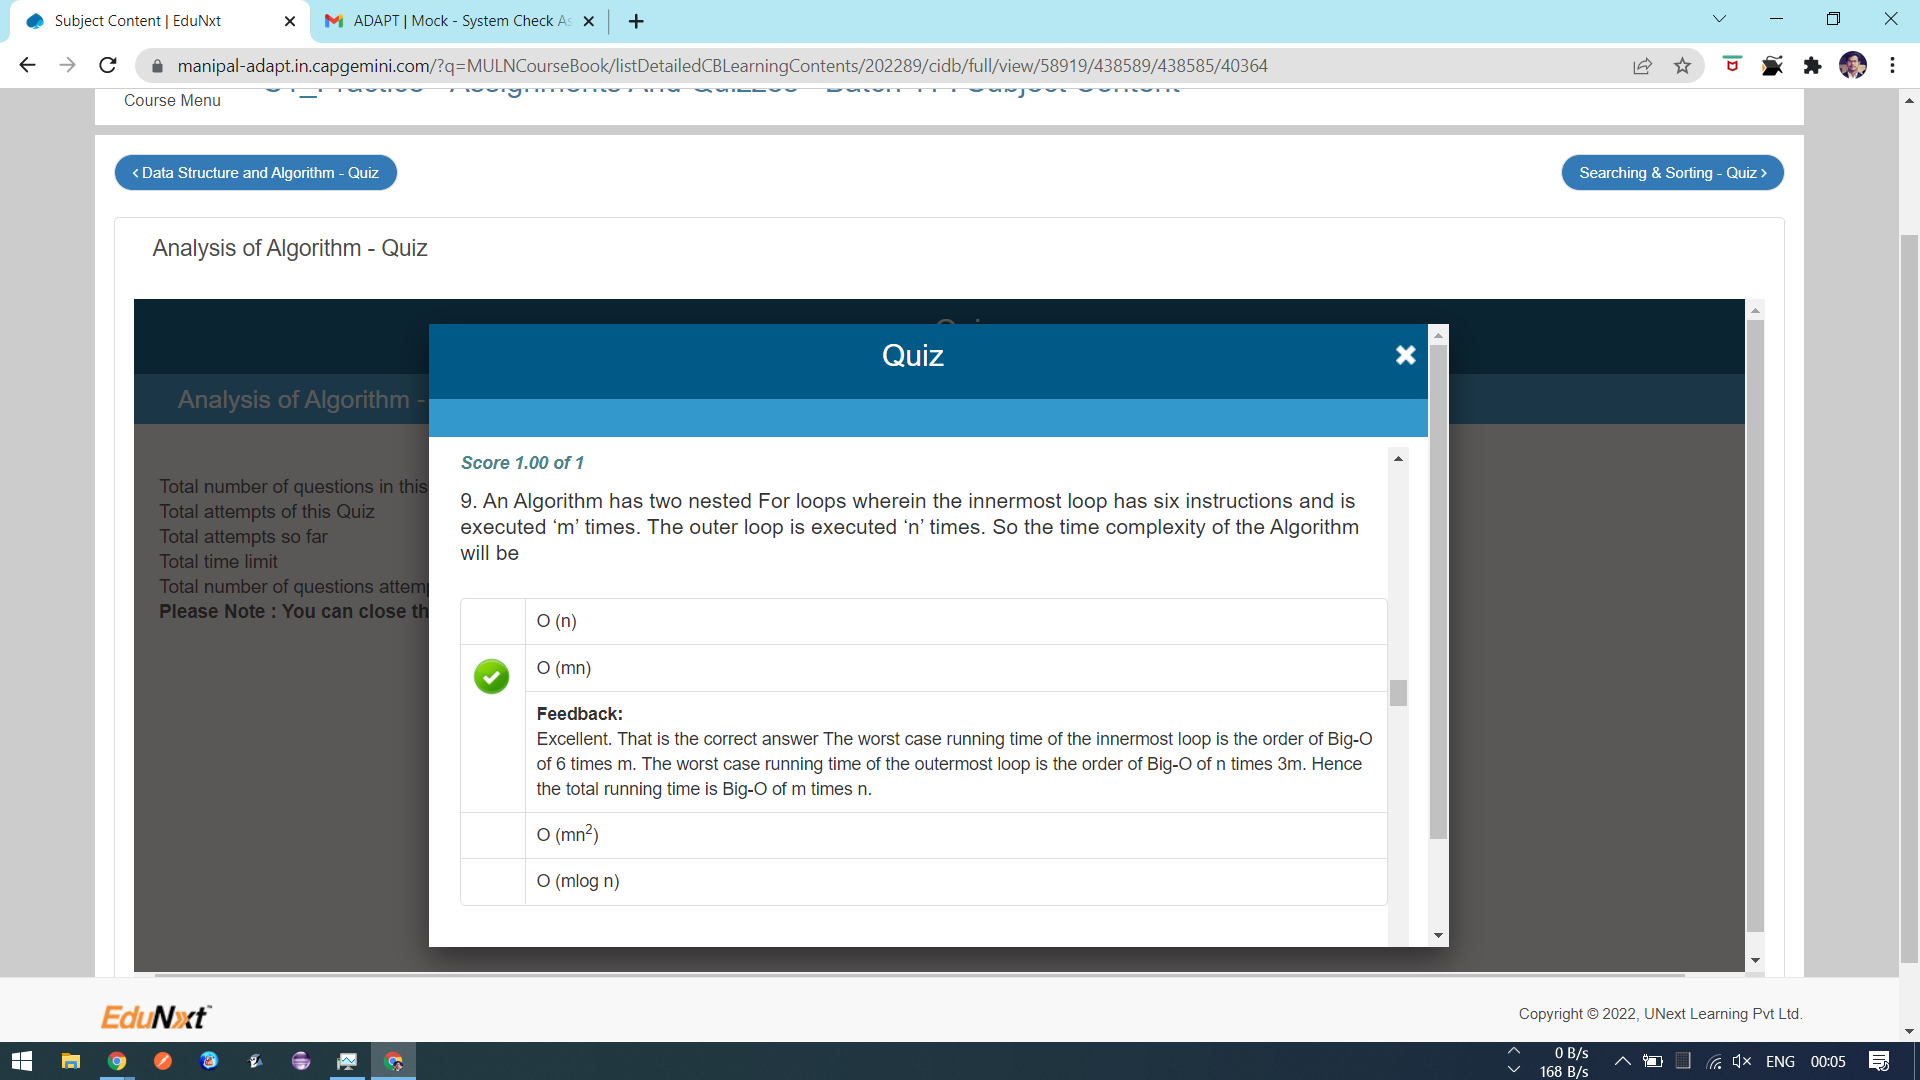 Subject Content | EduNxt
ADAPT | Mock - System Check As
manipal-adapt.in.capgemini.com/?q=MULNCourseBook/listDetailedCBLearningContents/202289/cidb/full/view/58919/438589/438585/40364
Course Menu
‹ Data Structure and Algorithm - Quiz
Searching & Sorting - Quiz ›
Analysis of Algorithm - Quiz
Analysis of Algorithm -
Quiz
Total number of questions in this
Total attempts of this Quiz
Total attempts so far
Total time limit
Total number of questions attem
Please Note : You can close th
Score 1.00 of 1
9. An Algorithm has two nested For loops wherein the innermost loop has six instructions and is
executed ‘m’ times. The outer loop is executed ‘n’ times. So the time complexity of the Algorithm
will be
O (n)
O (mn)
Feedback:
Excellent. That is the correct answer The worst case running time of the innermost loop is the order of Big-O
of 6 times m. The worst case running time of the outermost loop is the order of Big-O of n times 3m. Hence
the total running time is Big-O of m times n.
O (mn²)
O (mlog n)
EduNxt
Copyright © 2022, UNext Learning Pvt Ltd.
0 B/s
168 B/s
ENG
00:05